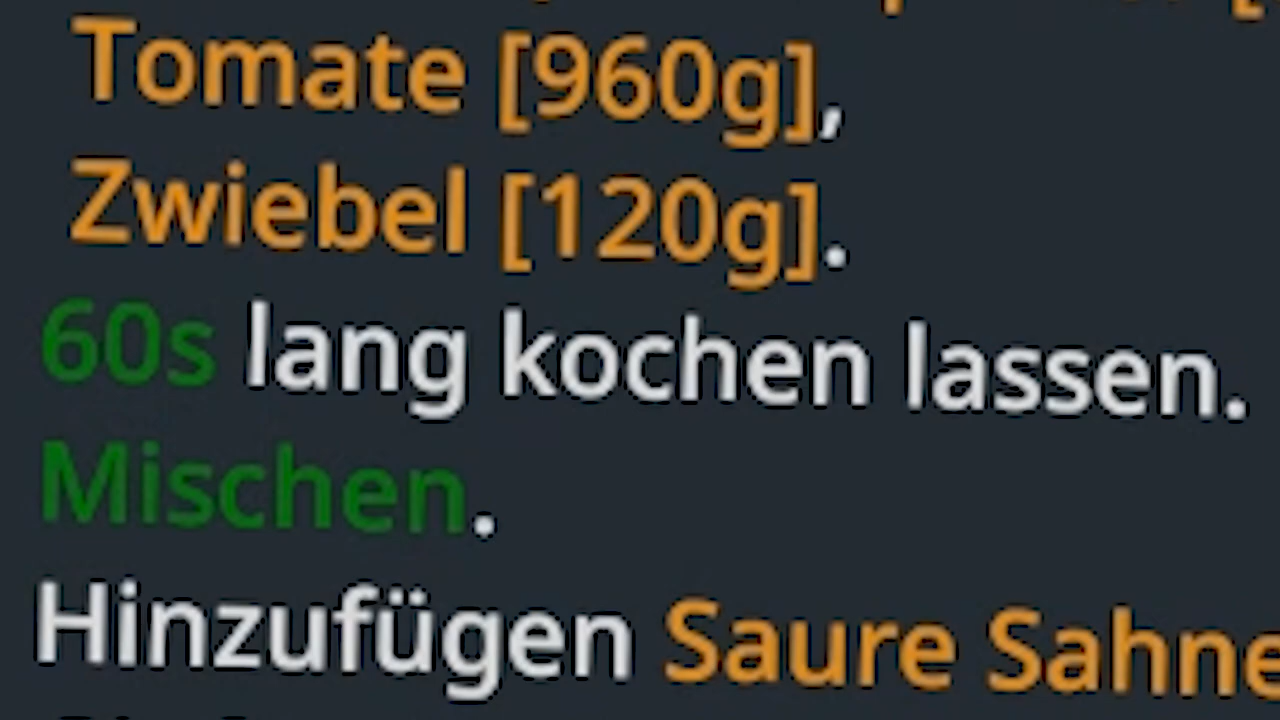 Tomate [960g],
Zwiebel [120g].
60s lang kochen lassen.
Mischen.
Hinzufügen Saure Sahne